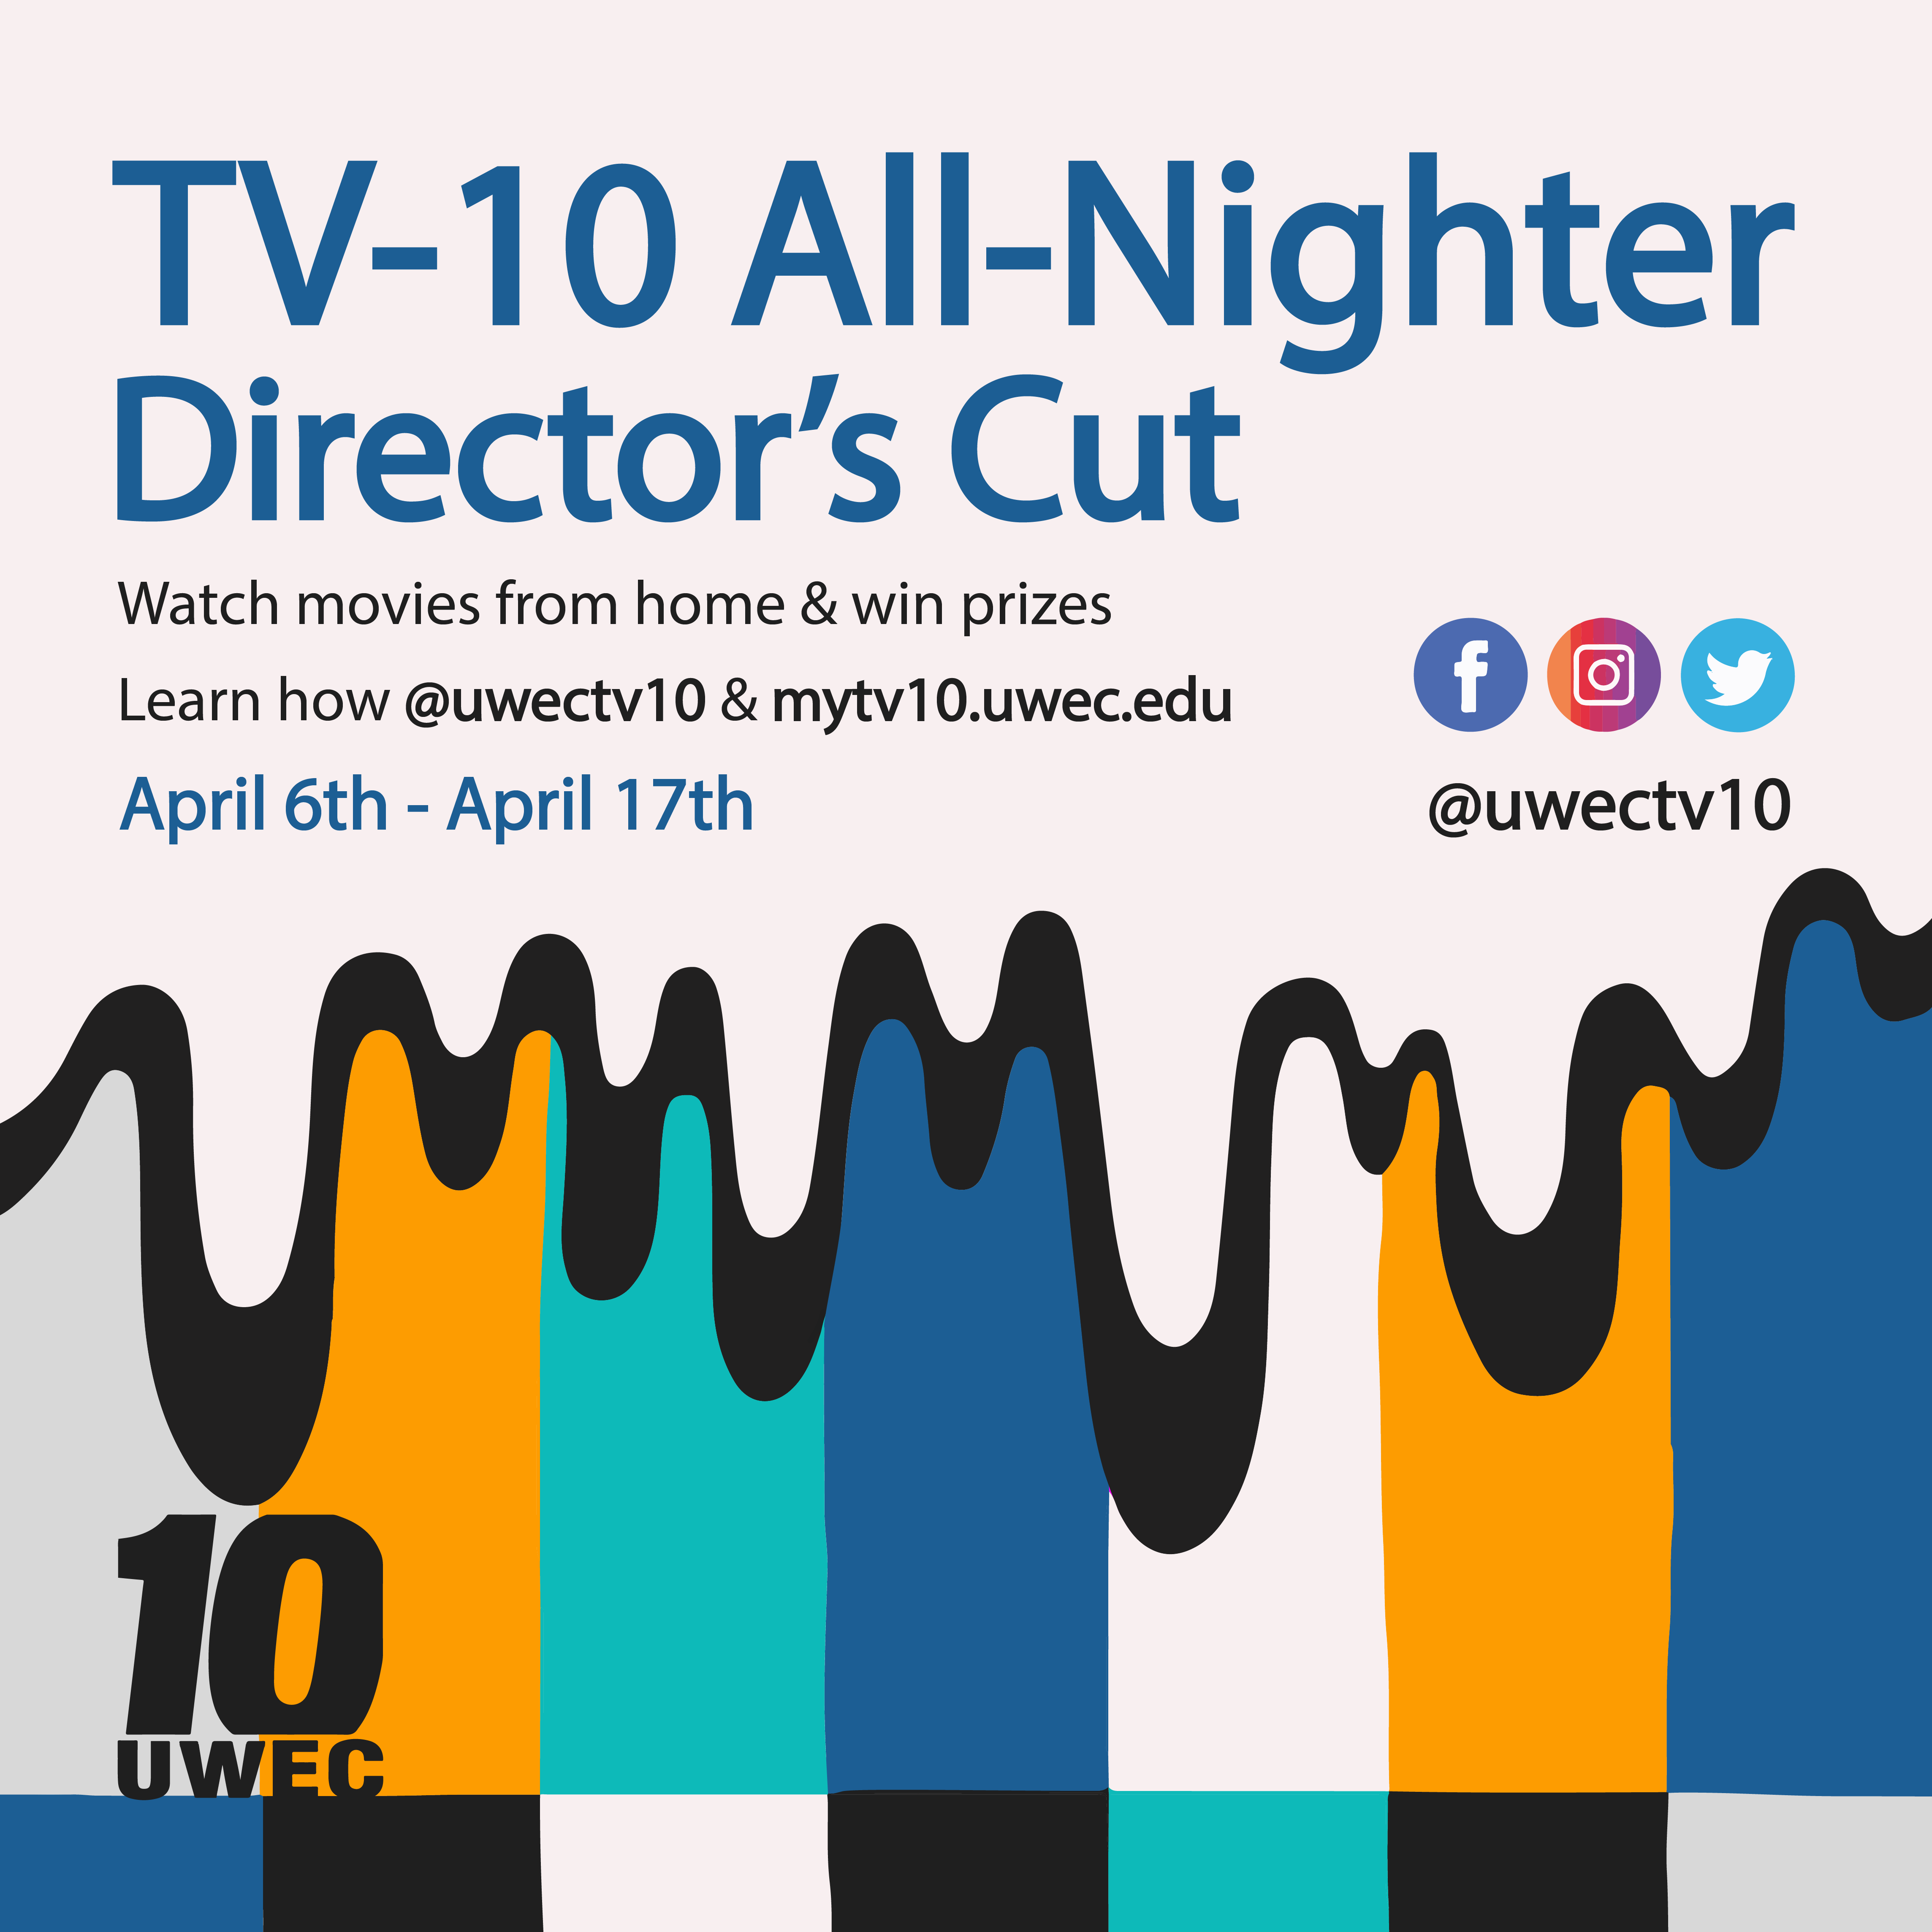 TV-10 All-Nighter
Director’s Cut
Watch movies from home & win prizes
Learn how @uwectv10 & mytv10.uwec.edu
April 6th - April 17th
@uwectv10
10
UWEC